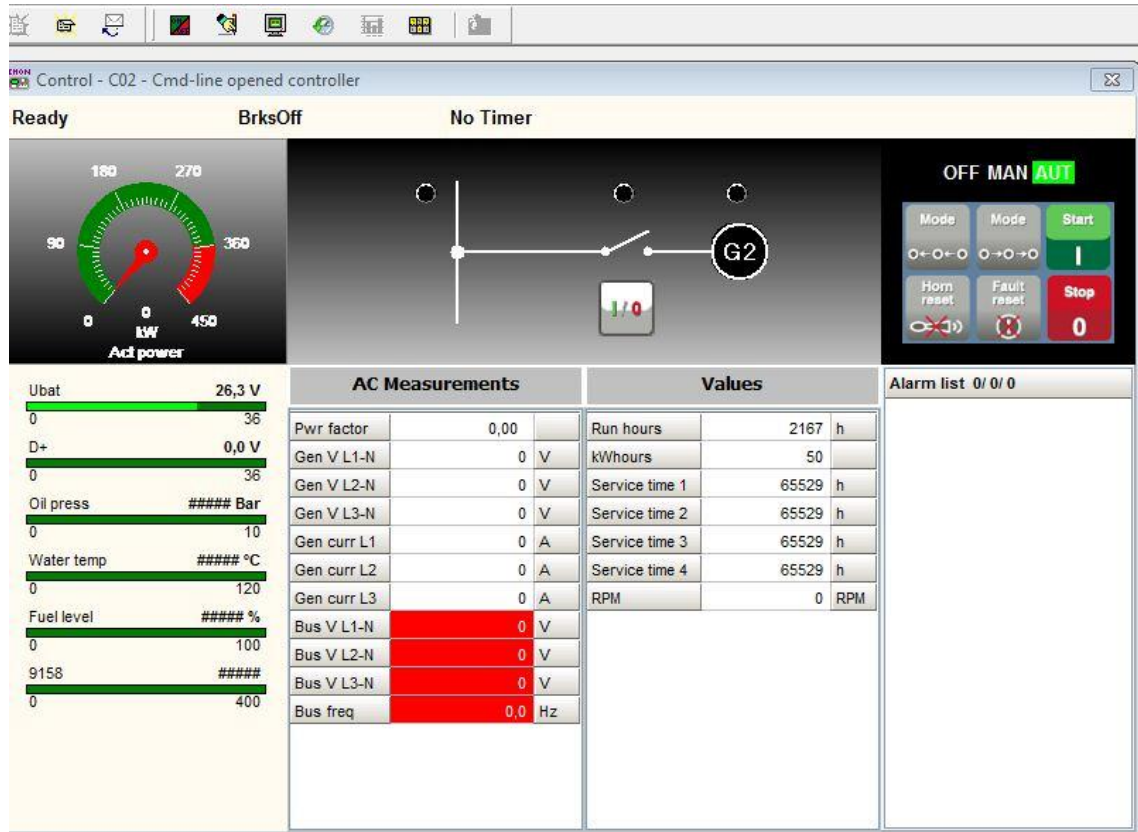 Control - C02 - Cmd-line opened controller
Ready BrksOff No Timer
180 270
90 360
0 0 450
kW
Act power
G2
I/0
OFF MAN AUT
Mode Mode Start
I
Horn reset Fault reset Stop
0
Ubat 26,3 V
0 36
D+ 0,0 V
0 36
Oil press ##### Bar
0 10
Water temp ##### °C
0 120
Fuel level ##### %
0 100
9158 #####
0 400
AC Measurements
Pwr factor 0,00
Gen V L1-N 0 V
Gen V L2-N 0 V
Gen V L3-N 0 V
Gen curr L1 0 A
Gen curr L2 0 A
Gen curr L3 0 A
Bus V L1-N 0 V
Bus V L2-N 0 V
Bus V L3-N 0 V
Bus freq 0,0 Hz
Values
Run hours 2167 h
kWhours 50
Service time 1 65529 h
Service time 2 65529 h
Service time 3 65529 h
Service time 4 65529 h
RPM 0 RPM
Alarm list 0/ 0/ 0